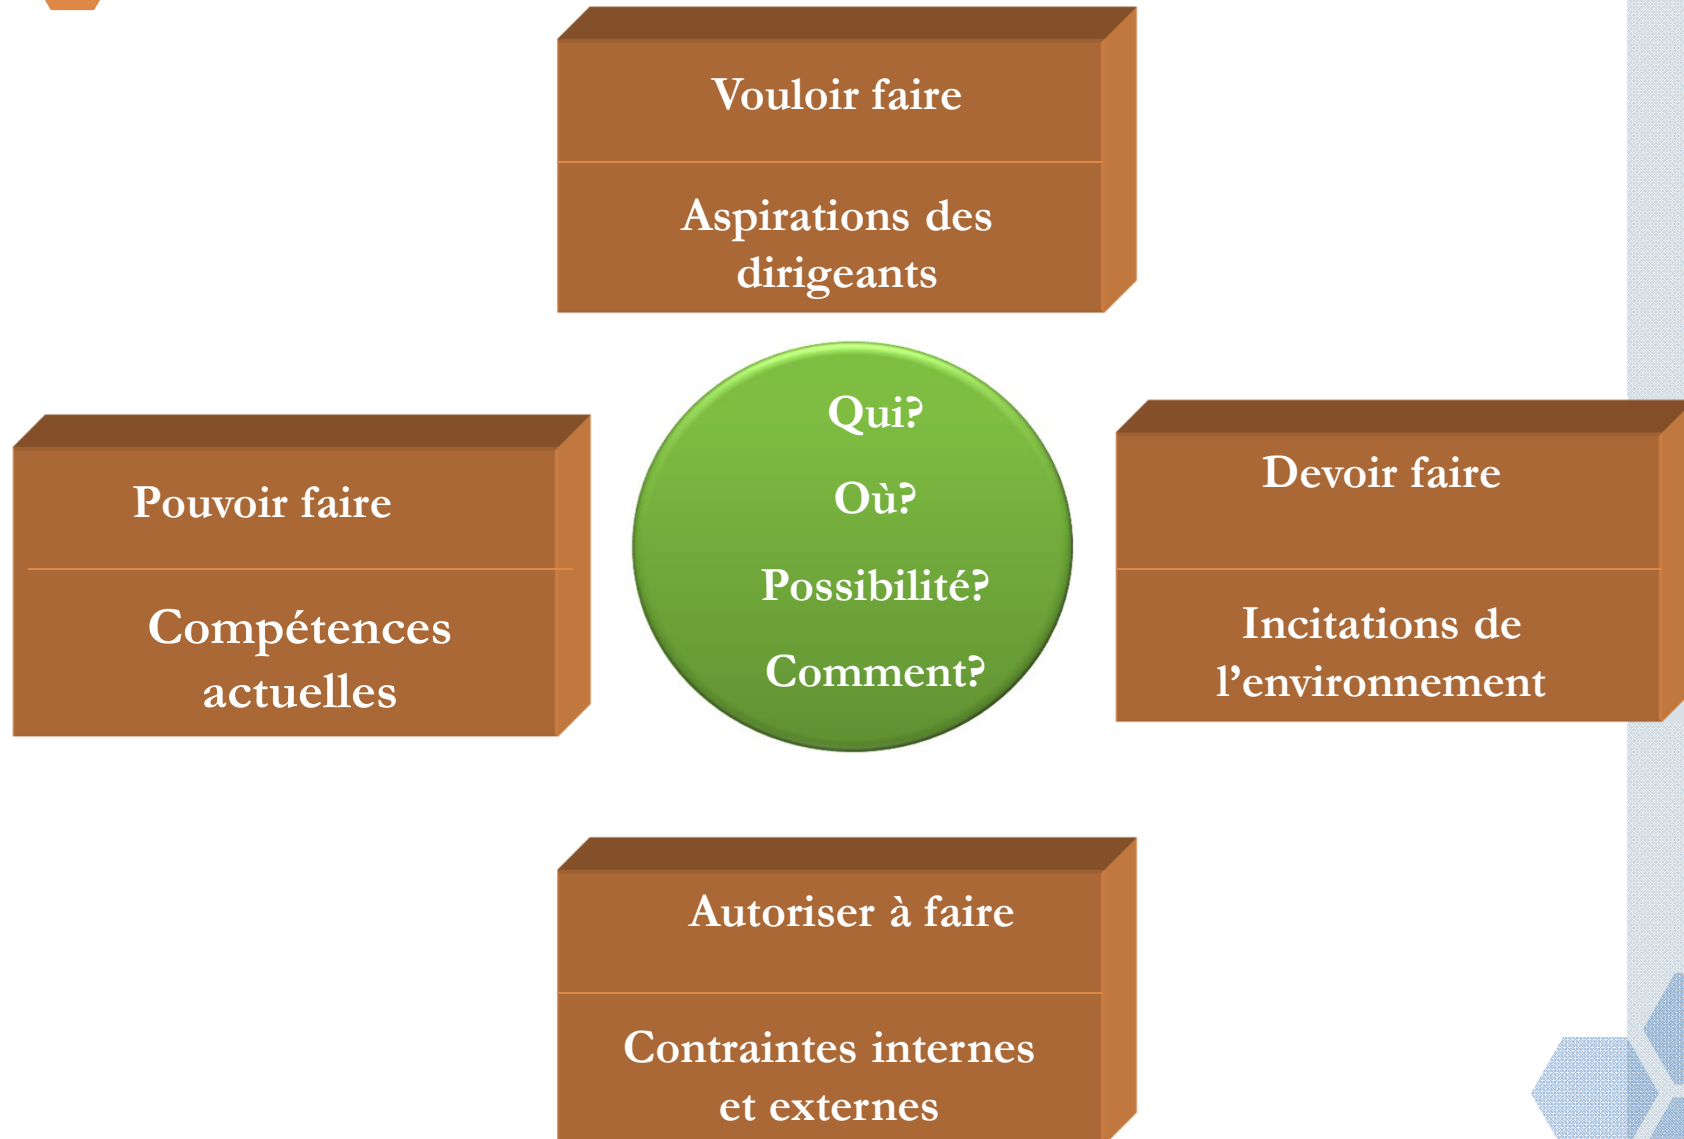 Vouloir faire
Aspirations des
dirigeants
Pouvoir faire
Compétences
actuelles
Qui?
Où?
Possibilité?
Comment?
Devoir faire
Incitations de
l’environnement
Autoriser à faire
Contraintes internes
et externes